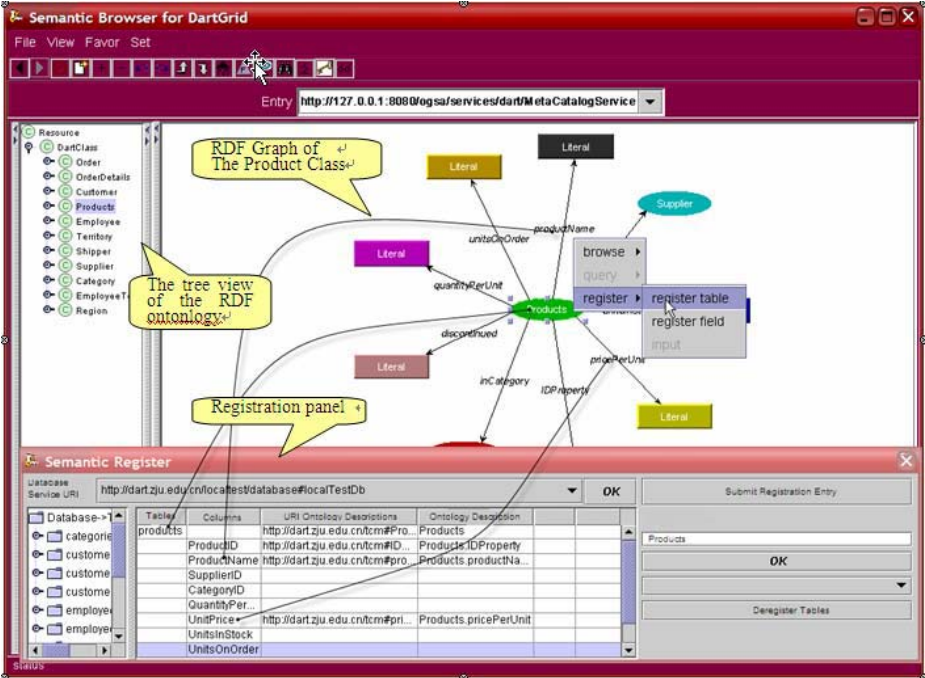 Semantic Browser for DartGrid
File View Favor Set
Entry http://127.0.0.1:8080/ogsa/services/dart/MetaCatalogService
Resource
DartClass
Order
OrderDetails
Customer
Products
Employee
Territory
Shipper
Supplier
Category
EmployeeT
Region
RDF Graph of
The Product Class
The tree view
of the RDF
ontonlogy
Registration panel
Literal
Literal
Supplier
productName
unitsOnOrder
Literal
quantityPerUnit
Products
discontinued
Literal
pricePerUnit
inCategory
IDProperty
Literal
browse
query
register
register table
register field
input
Semantic Register
Database
Service URI
http://dart.zju.edu.cn/localtest/database#localTestDb
OK
Submit Registration Entry
Database->
categorie
custome
custome
custome
employe
employe
Tables Columns URI Ontology Descriptions Ontology Description
products http://dart.zju.edu.cn/tcm#Pro... Products
ProductID http://dart.zju.edu.cn/tcm#ID... Products.IDProperty
ProductName http://dart.zju.edu.cn/tcm#pro... Products.productNa...
SupplierID
CategoryID
QuantityPer...
UnitPrice http://dart.zju.edu.cn/tcm#pri... Products.pricePerUnit
UnitsInStock
UnitsOnOrder
Products
OK
Deregister Tables
status